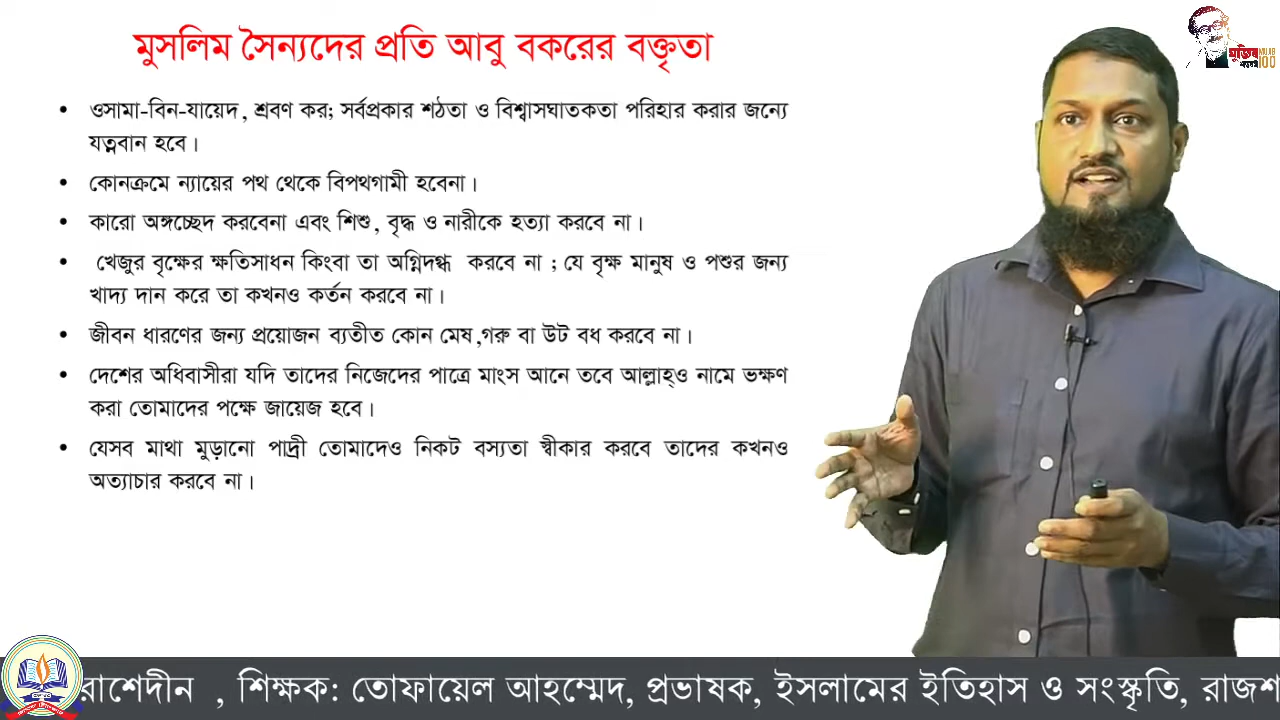 মুসলিম সৈন্যদের প্রতি আবু বকরের বক্তৃতা
• ওসামা-বিন-যায়েদ, শ্রবণ কর; সর্বপ্রকার শঠতা ও বিশ্বাসঘাতকতা পরিহার করার জন্যে
যত্নবান হবে।
• কোনক্রমে ন্যায়ের পথ থেকে বিপথগামী হবেনা।
• কারো অঙ্গচ্ছেদ করবেনা এবং শিশু, বৃদ্ধ ও নারীকে হত্যা করবে না।
• খেজুর বৃক্ষের ক্ষতিসাধন কিংবা তা অগ্নিদগ্ধ করবে না ; যে বৃক্ষ মানুষ ও পশুর জন্য
খাদ্য দান করে তা কখনও কর্তন করবে না।
• জীবন ধারণের জন্য প্রয়োজন ব্যতীত কোন মেষ,গরু বা উট বধ করবে না।
• দেশের অধিবাসীরা যদি তাদের নিজেদের পাত্রে মাংস আনে তবে আল্লাহ্ও নামে ভক্ষণ
করা তোমাদের পক্ষে জায়েজ হবে।
• যেসব মাথা মুড়ানো পাদ্রী তোমাদেও নিকট বস্যতা স্বীকার করবে তাদের কখনও
অত্যাচার করবে না।
মুজিব MUJIB
100
রাশেদীন , শিক্ষক: তোফায়েল আহম্মেদ, প্রভাষক, ইসলামের ইতিহাস ও সংস্কৃতি, রাজশ